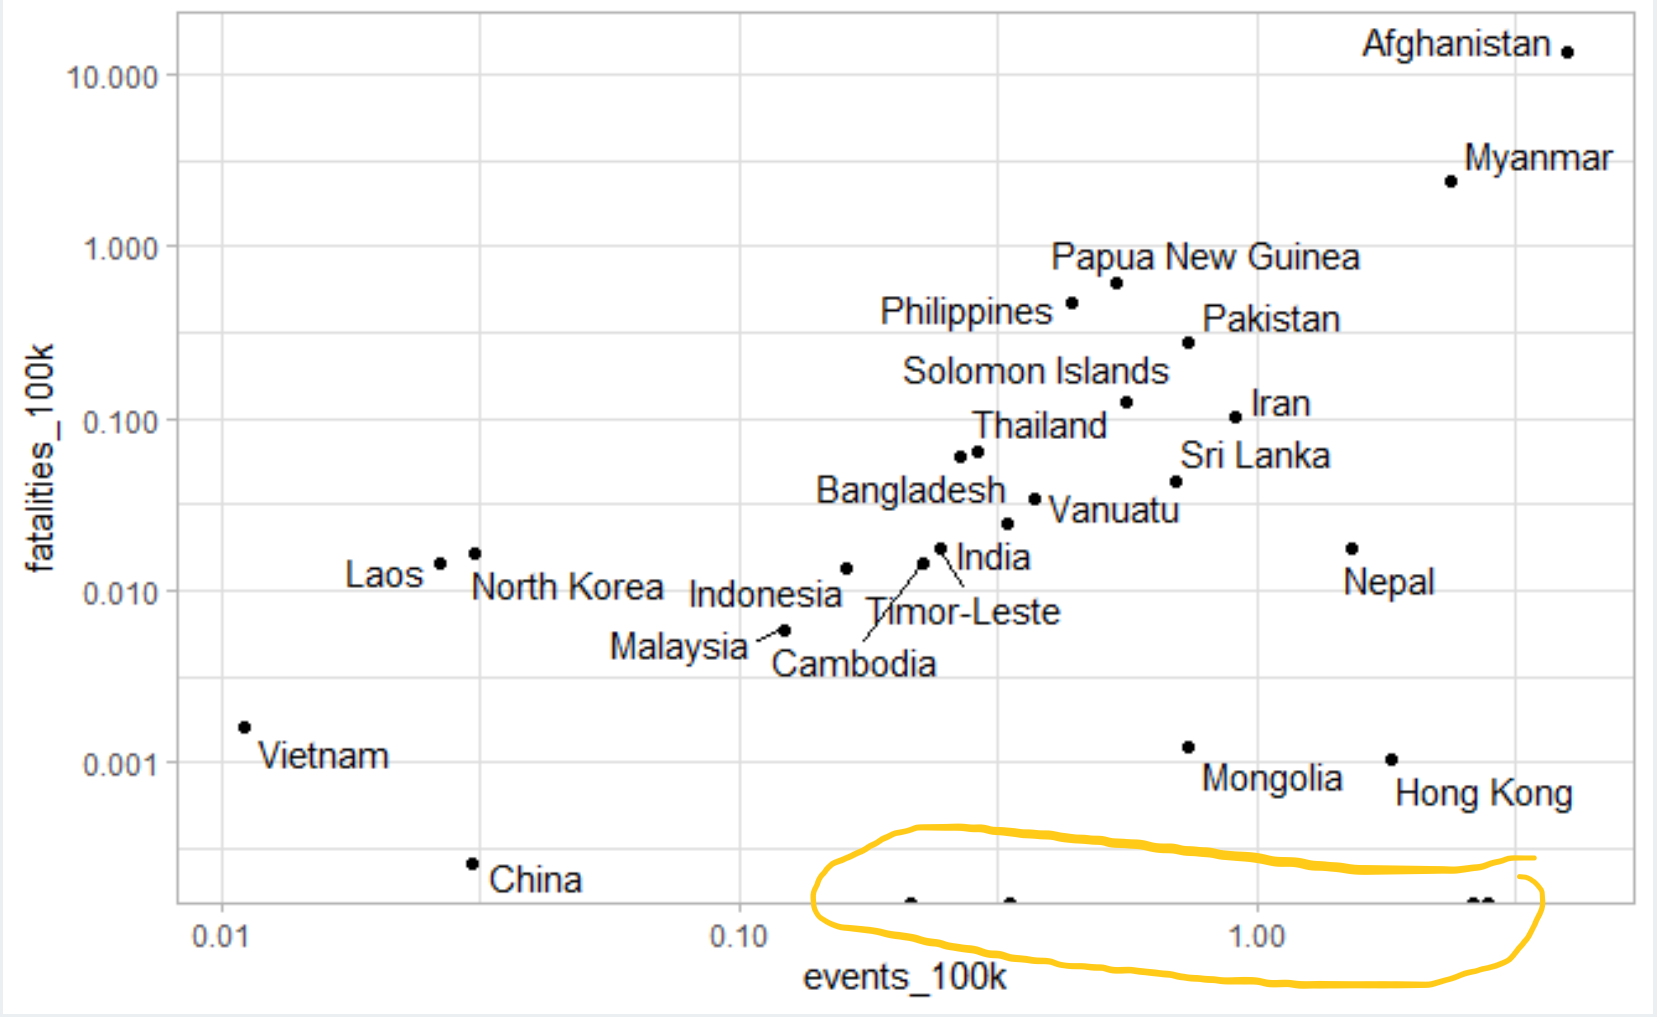 Afghanistan
10.000
Myanmar
1.000
Papua New Guinea
Philippines
Pakistan
Solomon Islands
Iran
0.100
Thailand
Sri Lanka
Bangladesh
Vanuatu
India
Laos
North Korea
Indonesia
Nepal
0.010
Timor-Leste
Malaysia
Cambodia
Vietnam
0.001
Mongolia
Hong Kong
China
fatalities_100k
0.01
0.10
1.00
events_100k